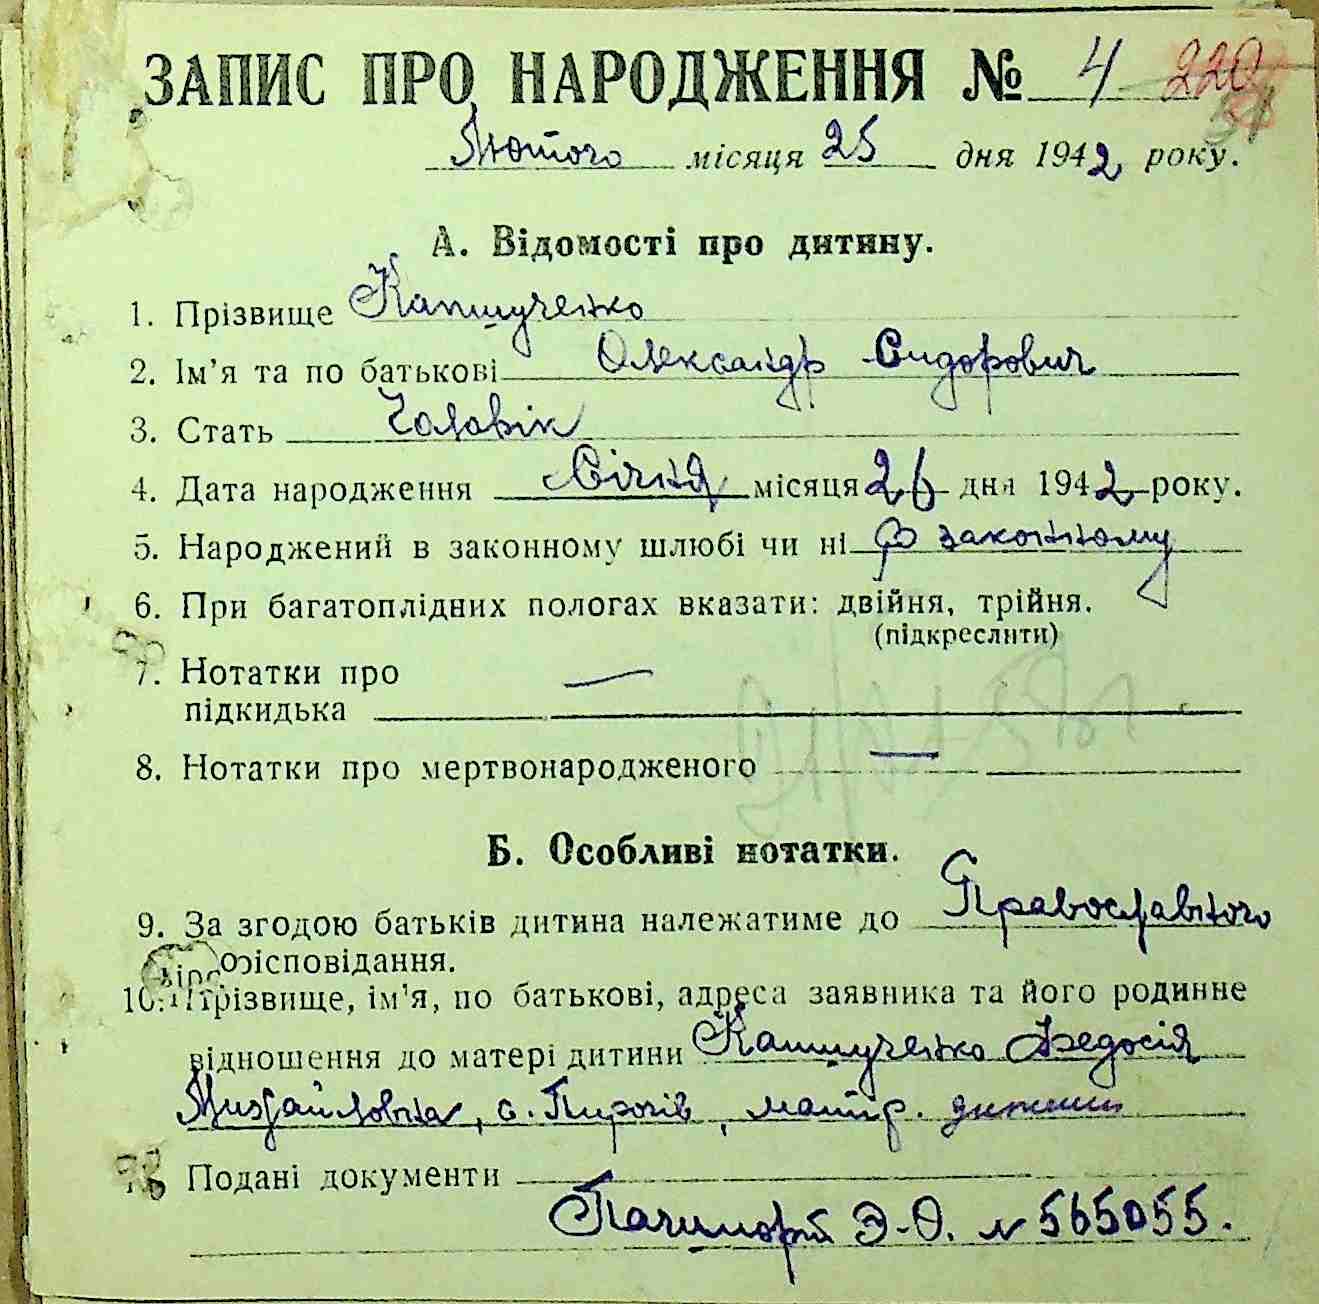 ЗАПИС ПРО НАРОДЖЕННЯ № 4 220
Лютого місяця 25 дня 1942 року.
А. Відомості про дитину.
1. Прізвище Капшученко
2. Ім'я та по батькові Олександр Сидорович
3. Стать Чоловік
4. Дата народження Січня місяця 26 дня 1942 року.
5. Народжений в законному шлюбі чи ні В законному
6. При багатоплідних пологах вказати: двійня, трійня.
(підкреслити)
7. Нотатки про —
підкидька
8. Нотатки про мертвонародженого —
Б. Особливі нотатки.
9. За згодою батьків дитина належатиме до Православного
віросповідання.
10. Прізвище, ім'я, по батькові, адреса заявника та його родинне
відношення до матері дитини Капшученко Федосія
Михайловна, с. Пирогів, матір.
Подані документи
Пачпорт Э-О. № 565055.